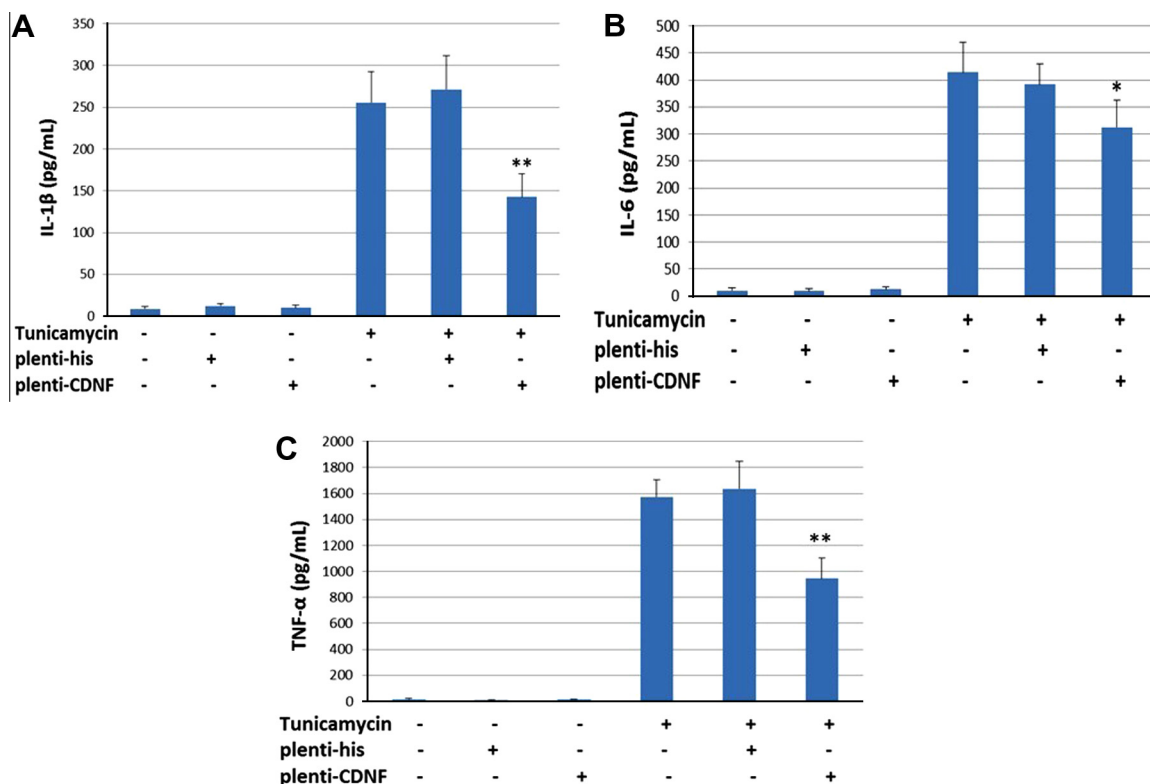 A
IL-1β (pg/mL)
350
300
250
200
150
100
50
0
**
Tunicamycin - - - + + +
plenti-his - + - - + -
plenti-CDNF - - + - - +
B
IL-6 (pg/mL)
500
450
400
350
300
250
200
150
100
50
0
*
Tunicamycin - - - + + +
plenti-his - + - - + -
plenti-CDNF - - + - - +
C
TNF-α (pg/mL)
2000
1800
1600
1400
1200
1000
800
600
400
200
0
**
Tunicamycin - - - + + +
plenti-his - + - - + -
plenti-CDNF - - + - - +